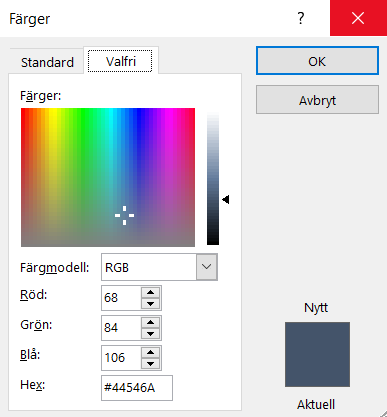 Färger ?
Standard Valfri OK
Färger: Avbryt
Färgmodell: RGB
Röd: 68
Grön: 84
Blå: 106
Hex: #44546A
Nytt
Aktuell